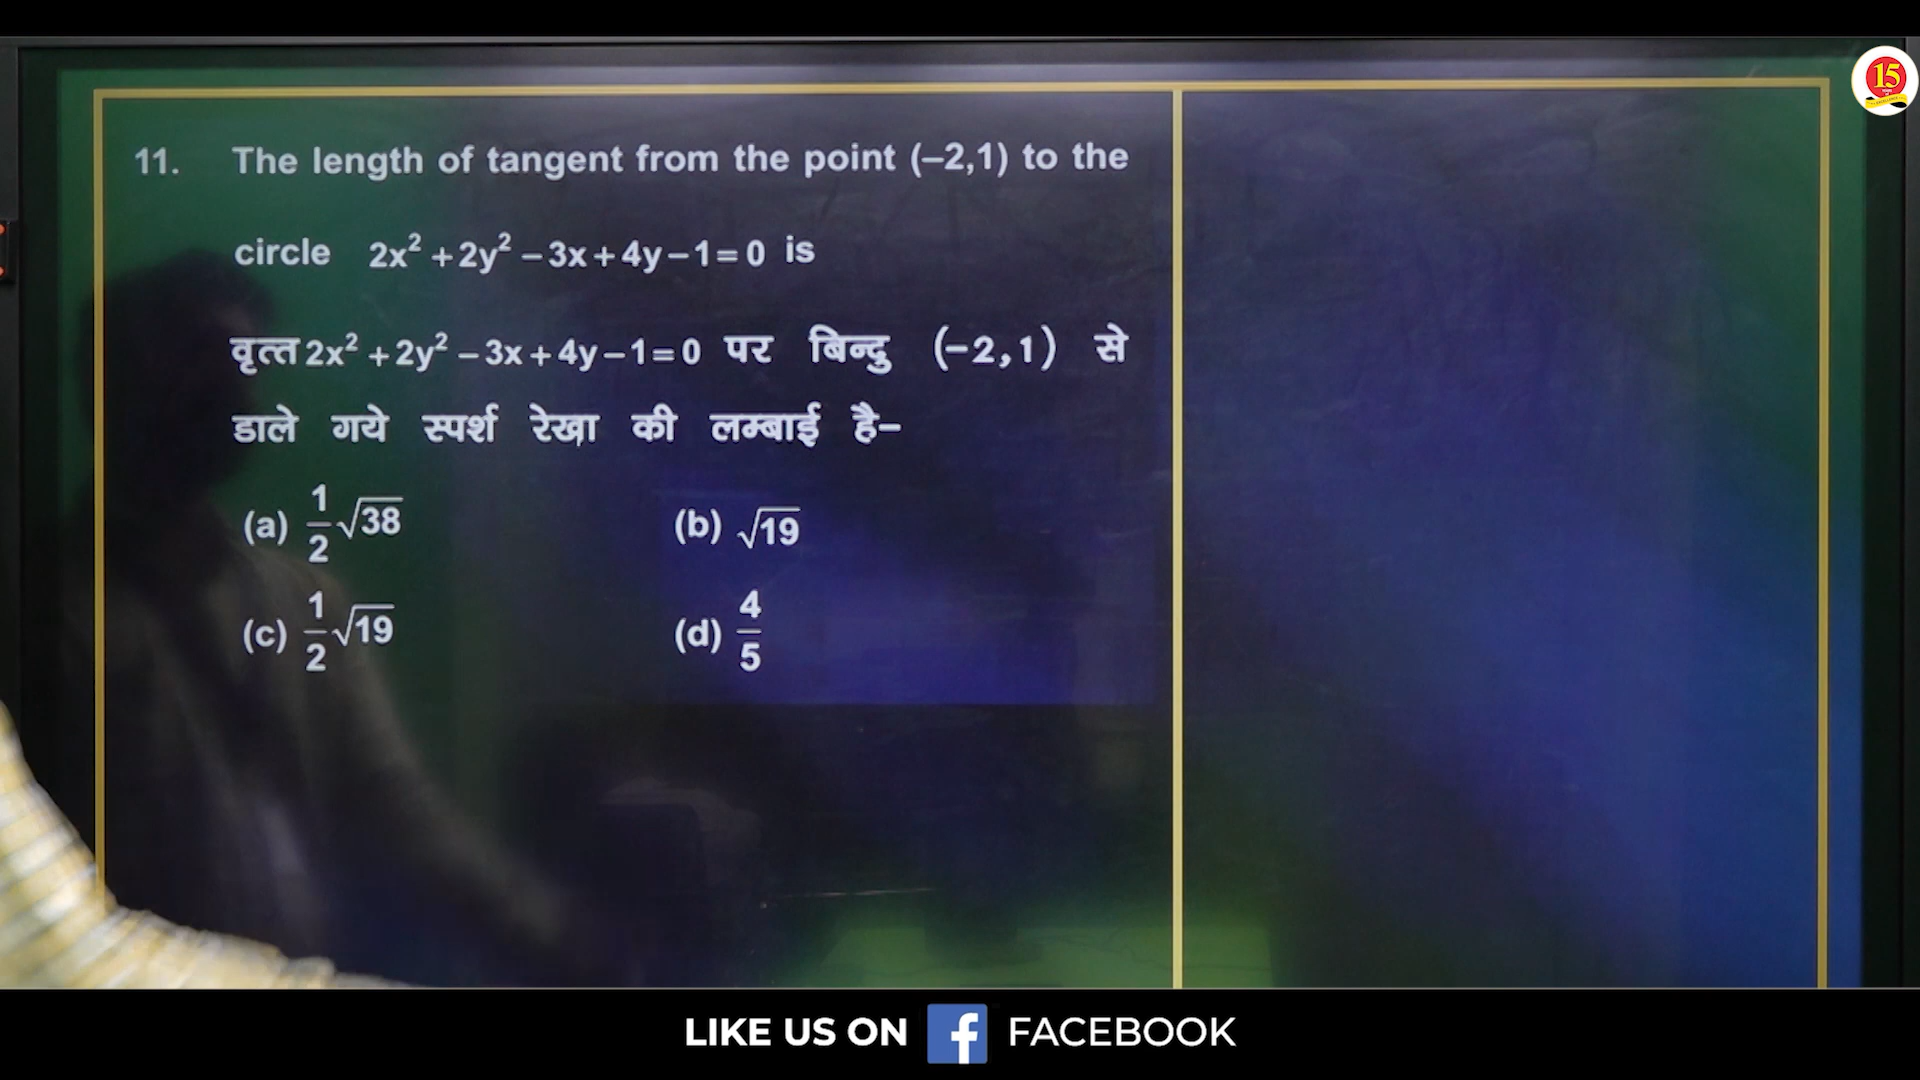 15
11. The length of tangent from the point (–2,1) to the
circle 2x² + 2y² – 3x + 4y – 1 = 0 is
वृत्त 2x² + 2y² – 3x + 4y – 1 = 0 पर बिन्दु (–2,1) से
डाले गये स्पर्श रेखा की लम्बाई है–
(a) 1/2 √38 (b) √19
(c) 1/2 √19 (d) 4/5
LIKE US ON f FACEBOOK